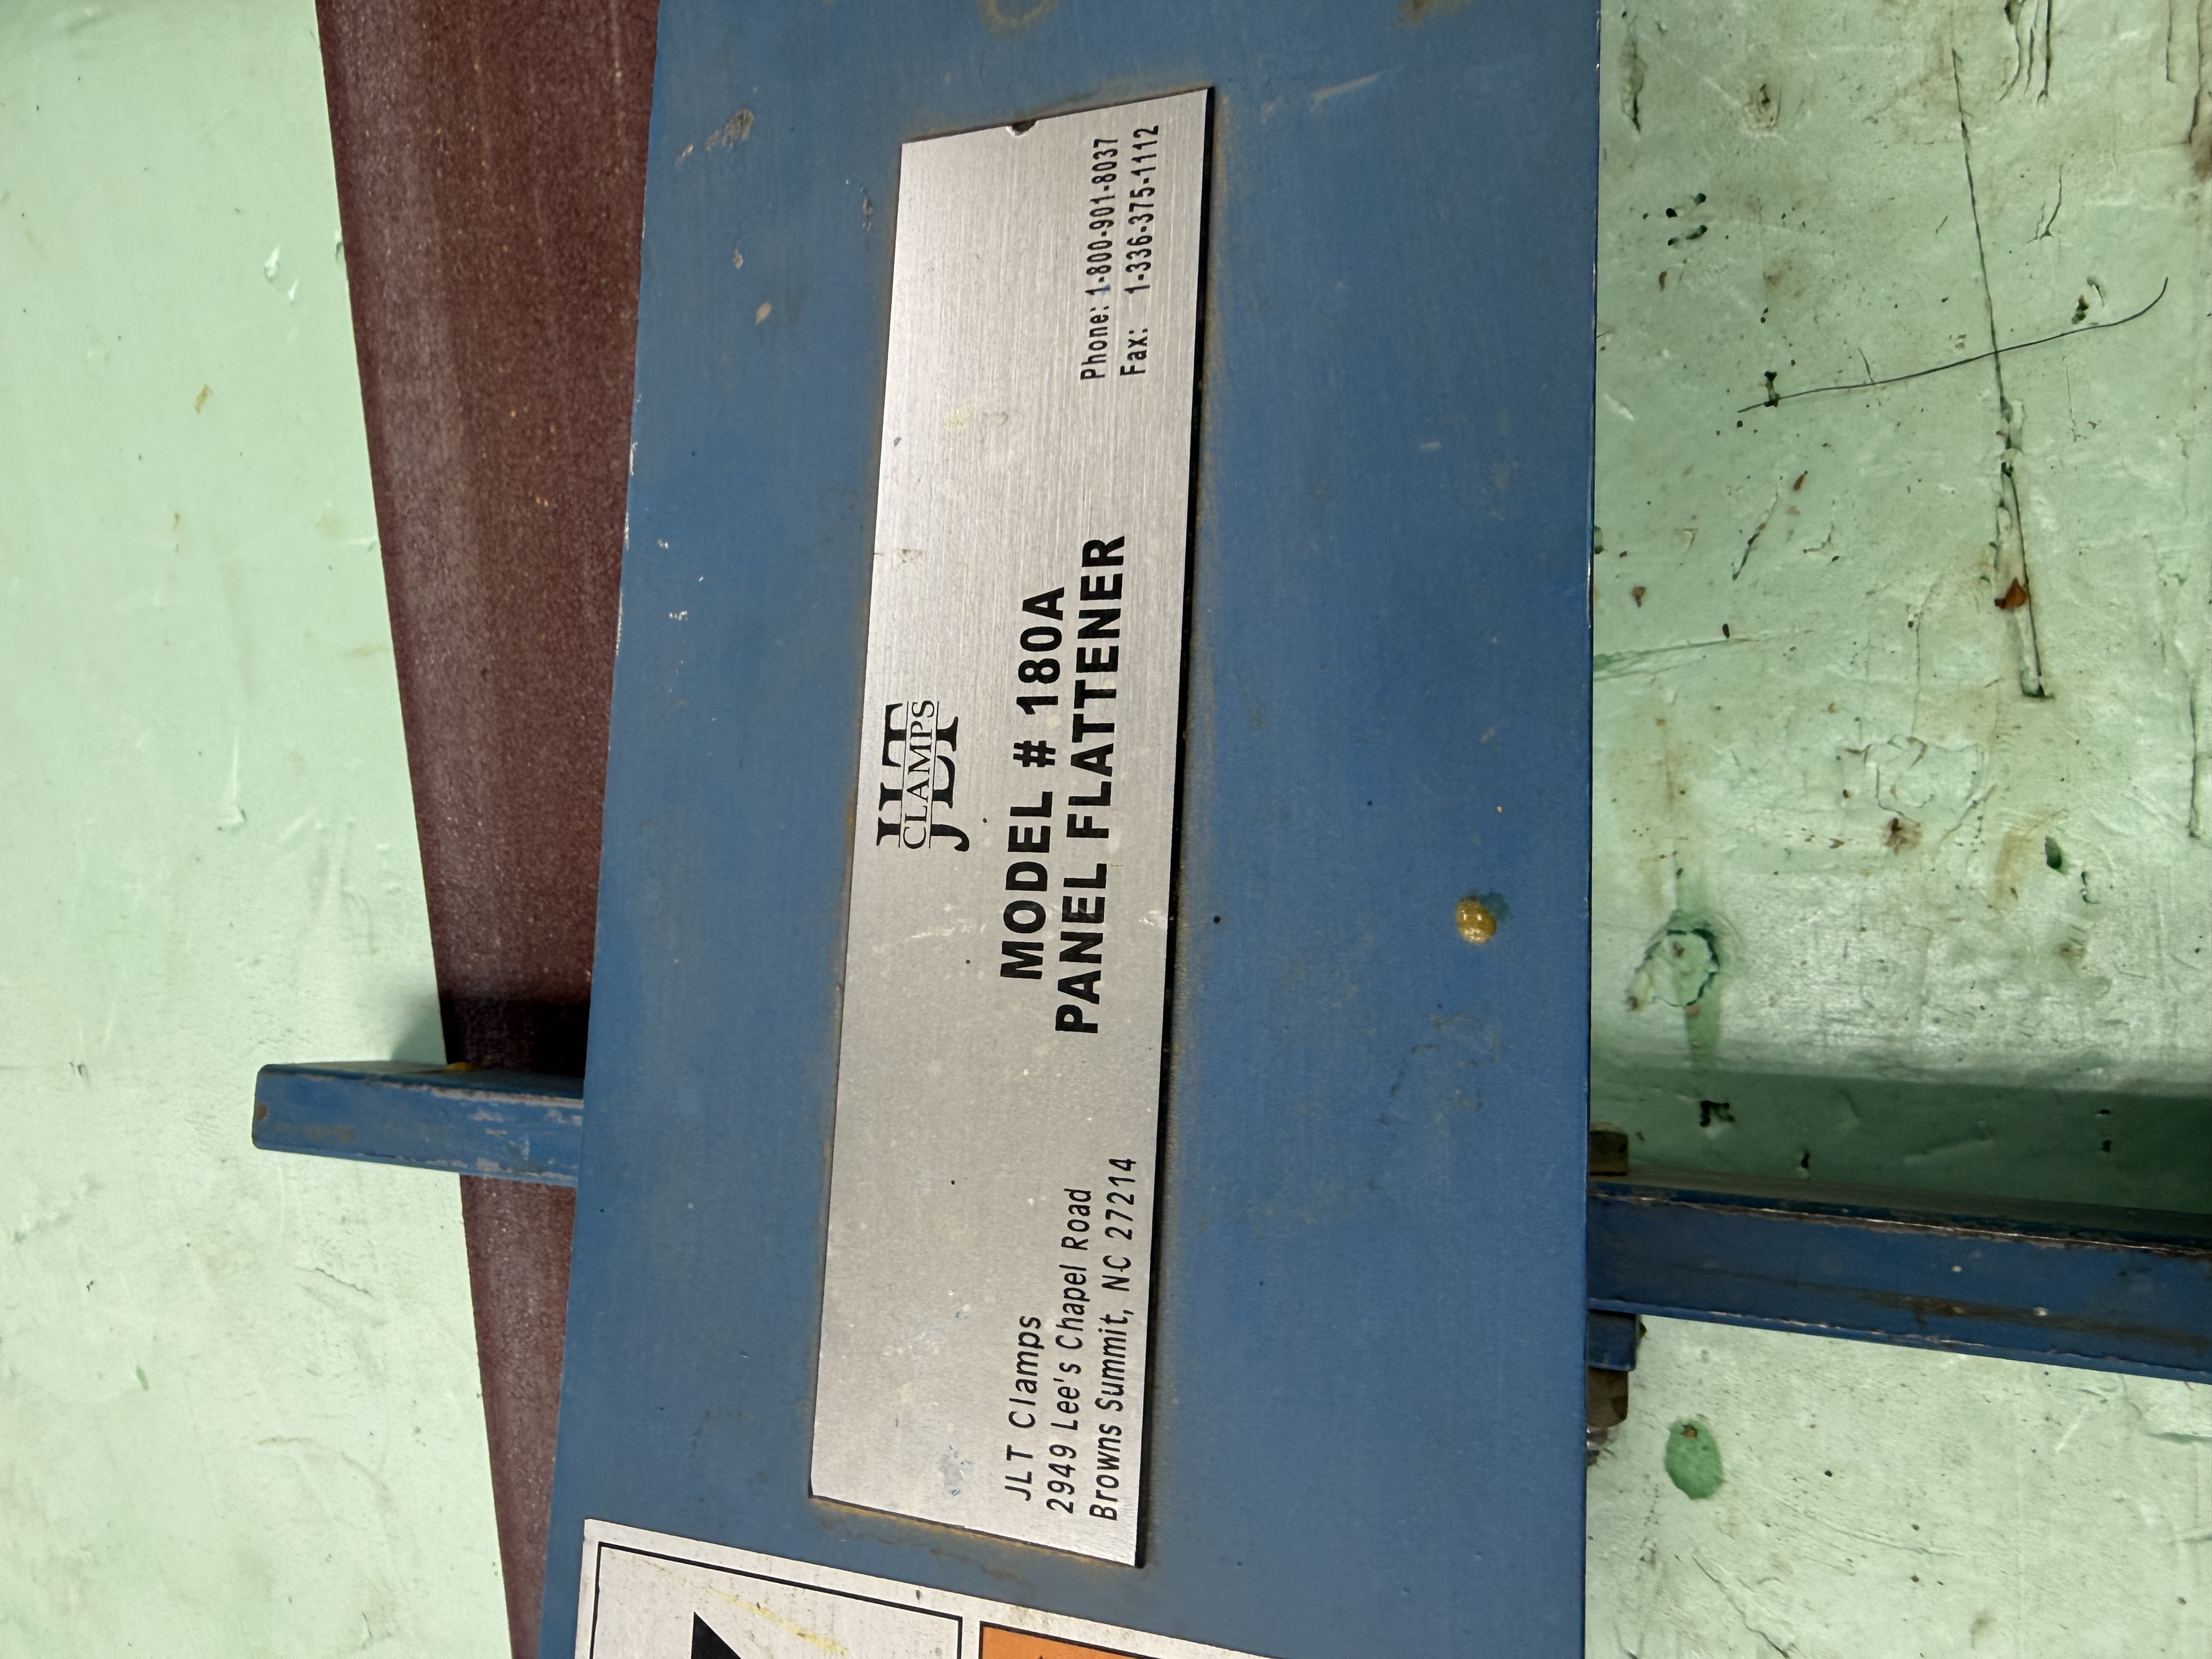 JLT
CLAMPS
MODEL # 180A
PANEL FLATTENER
JLT Clamps
2949 Lee's Chapel Road
Browns Summit, NC 27214
Phone: 1-800-901-8037
Fax: 1-336-375-1112